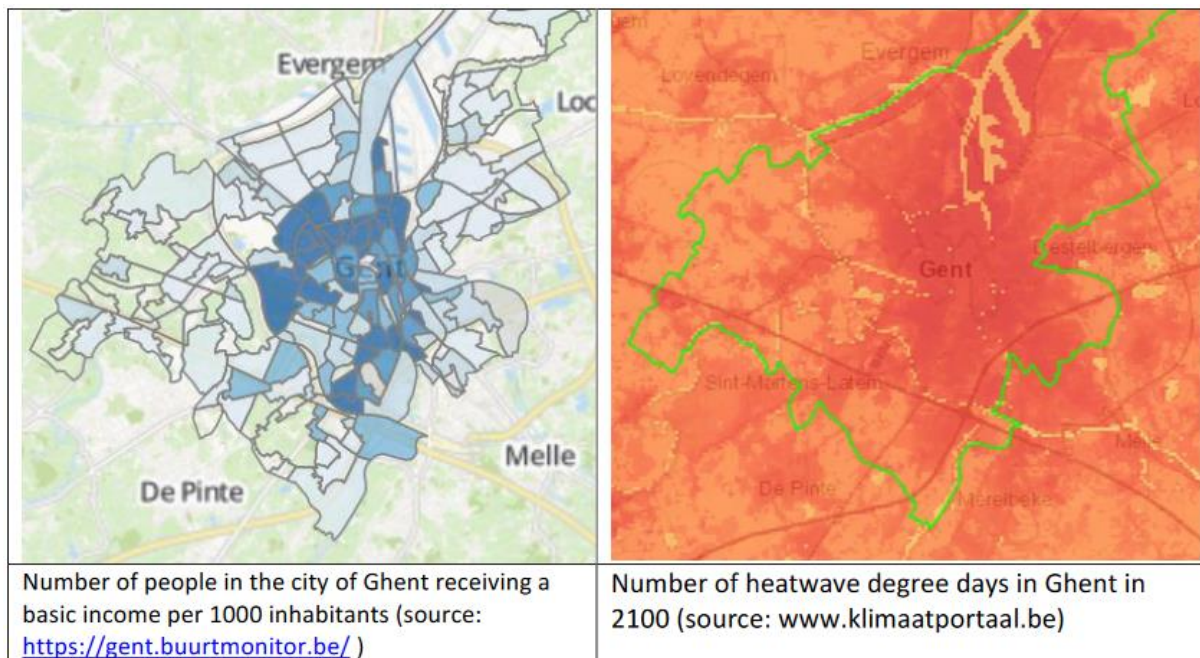 Evergem
Loc
Gent
Melle
De Pinte
Evergem
Lovendegem
Gent
Destelbergen
Sint-Martens-Latem
Melle
De Pinte
Merelbeke
Number of people in the city of Ghent receiving a
basic income per 1000 inhabitants (source:
https://gent.buurtmonitor.be/ )
Number of heatwave degree days in Ghent in
2100 (source: www.klimaatportaal.be)